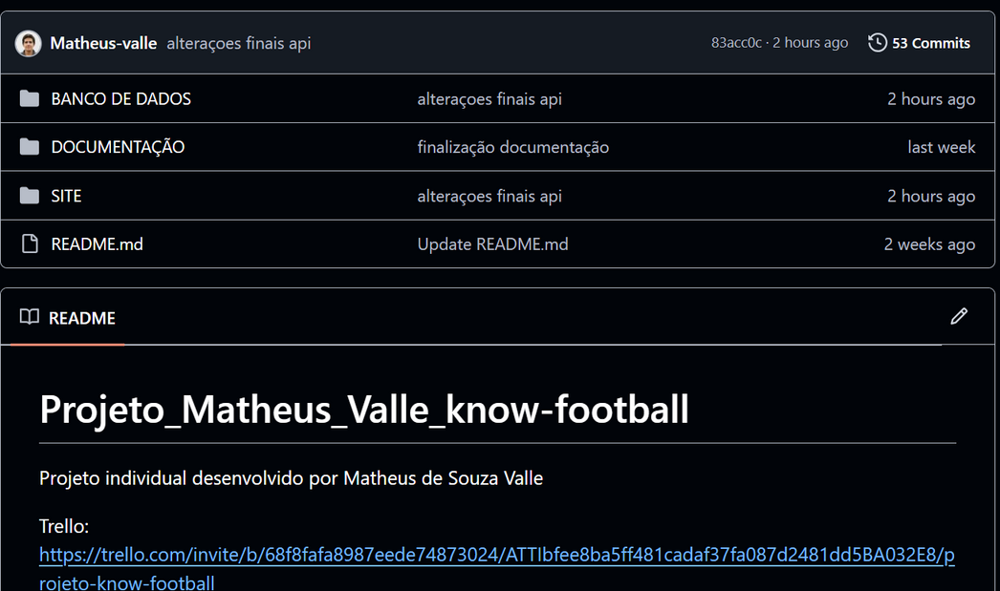 Matheus-valle alteraçoes finais api 83acc0c · 2 hours ago 53 Commits
BANCO DE DADOS alteraçoes finais api 2 hours ago
DOCUMENTAÇÃO finalização documentação last week
SITE alteraçoes finais api 2 hours ago
README.md Update README.md 2 weeks ago
README
Projeto_Matheus_Valle_know-football
Projeto individual desenvolvido por Matheus de Souza Valle
Trello:
https://trello.com/invite/b/68f8fafa8987eede74873024/ATTIbfee8ba5ff481cadaf37fa087d2481dd5BA032E8/p
rojeto-know-football